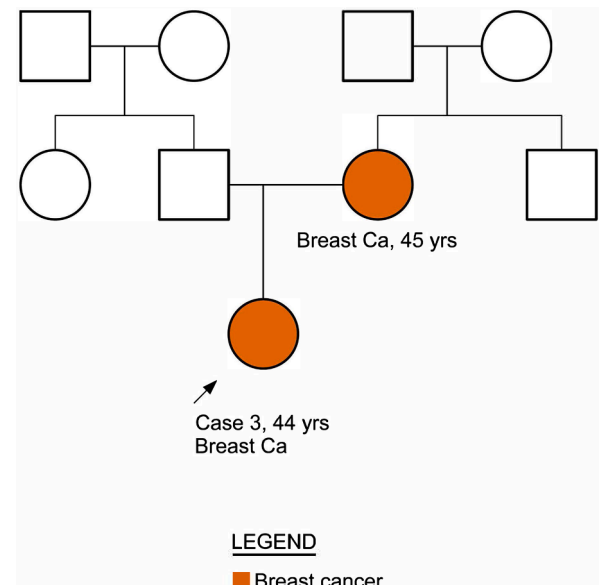 Breast Ca, 45 yrs
Case 3, 44 yrs
Breast Ca
LEGEND
Breast cancer